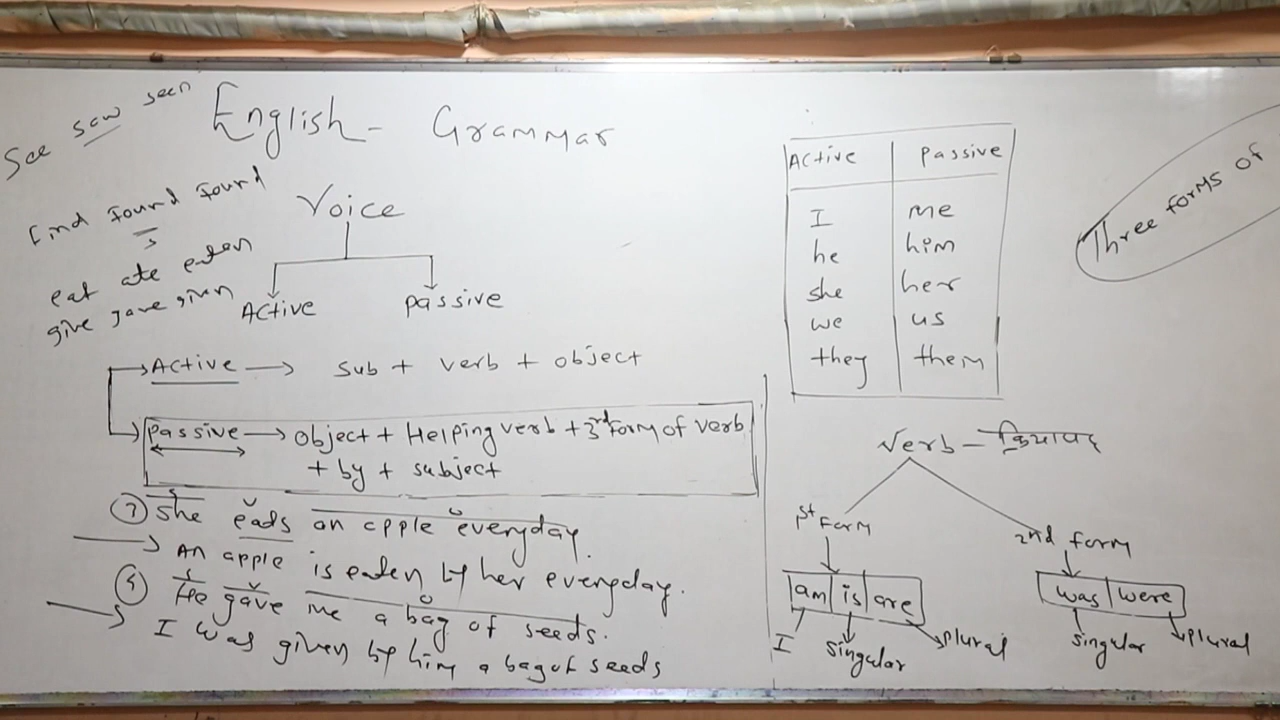 See saw seen
English - Grammar
find found found
eat ate eaten
give gave given
Voice
Active
passive
Active → sub + verb + object
passive → object + Helping verb + 3rd form of verb
+ by + subject
She eads an apple everyday.
→ An apple is eaten by her everyday.
He gave me a bag of seeds.
→ I was given by him a bag of seeds
Active passive
I me
he him
she her
we us
they them
Three forms of
Verb - क्रियापद
1st form
2nd form
am is are
was were
I singular plural
singular plural